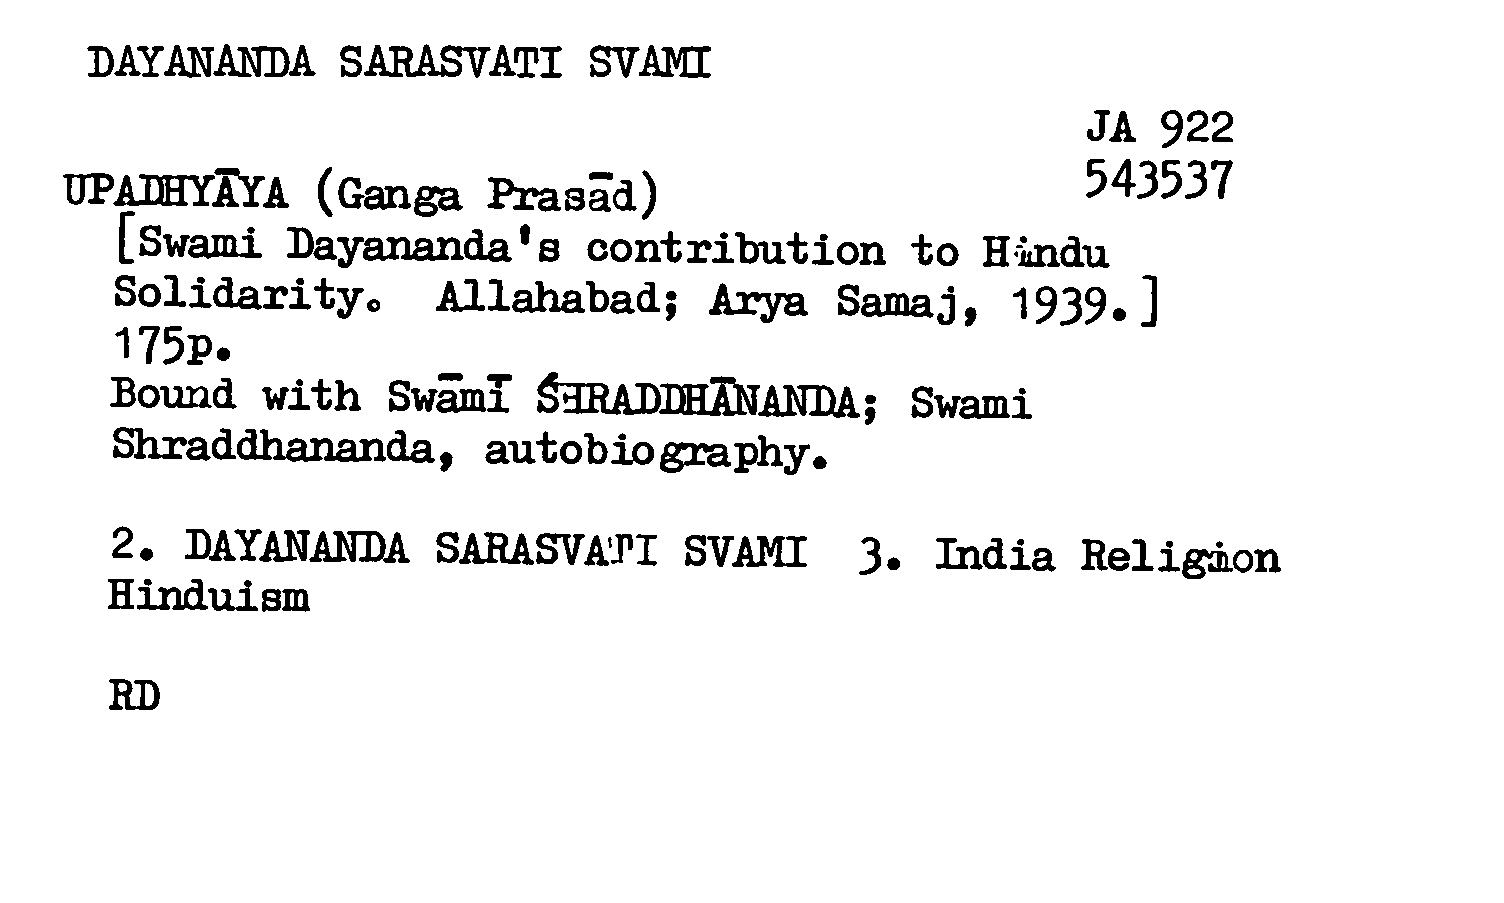 DAYANANDA SARASVATI SVAMI
JA 922
543537
UPADHYĀYA (Ganga Prasād)
[Swami Dayananda's contribution to Hindu
Solidarity. Allahabad; Arya Samaj, 1939.]
175p.
Bound with Swāmī ŚHRADDHĀNANDA; Swami
Shraddhananda, autobiography.
2. DAYANANDA SARASVATI SVAMI 3. India Religion
Hinduism
RD